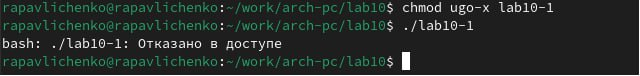 rapavlichenko@rapavlichenko:~/work/arch-pc/lab10$ chmod ugo-x lab10-1
rapavlichenko@rapavlichenko:~/work/arch-pc/lab10$ ./lab10-1
bash: ./lab10-1: Отказано в доступе
rapavlichenko@rapavlichenko:~/work/arch-pc/lab10$